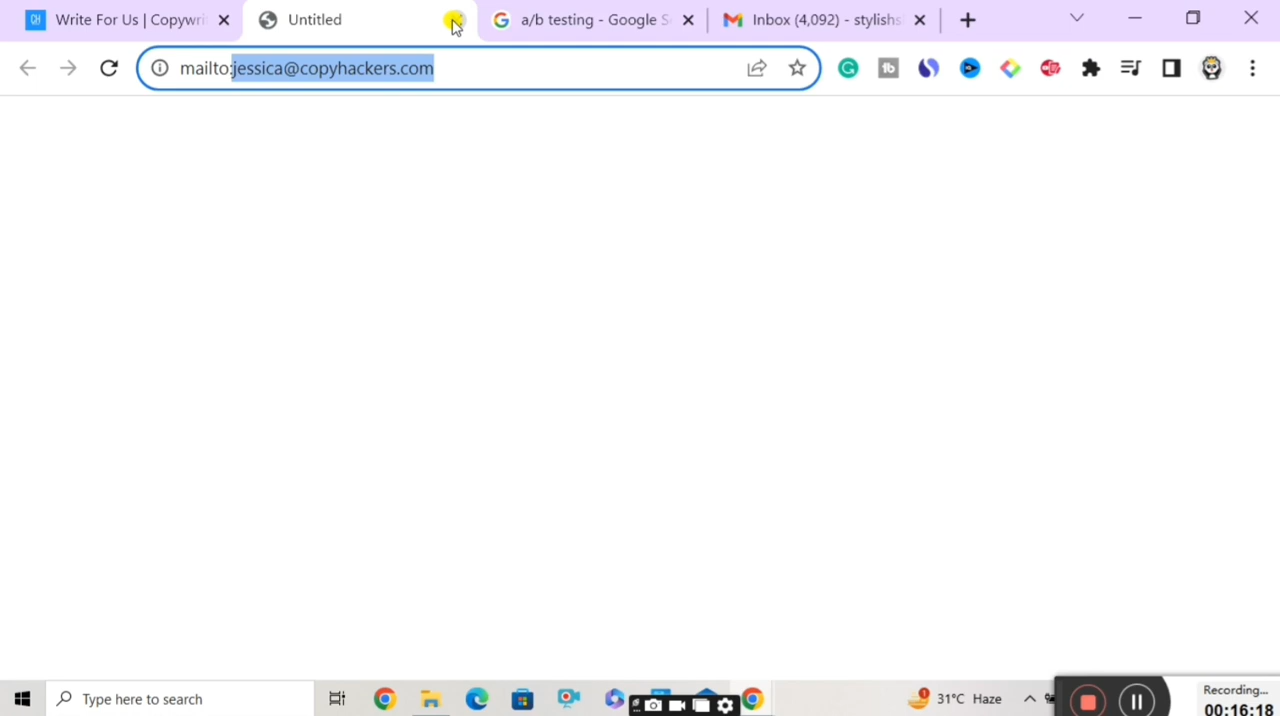 Write For Us | Copywri
Untitled
a/b testing - Google S
Inbox (4,092) - stylishs
mailto:jessica@copyhackers.com
Type here to search
31°C Haze
Recording...
00:16:18